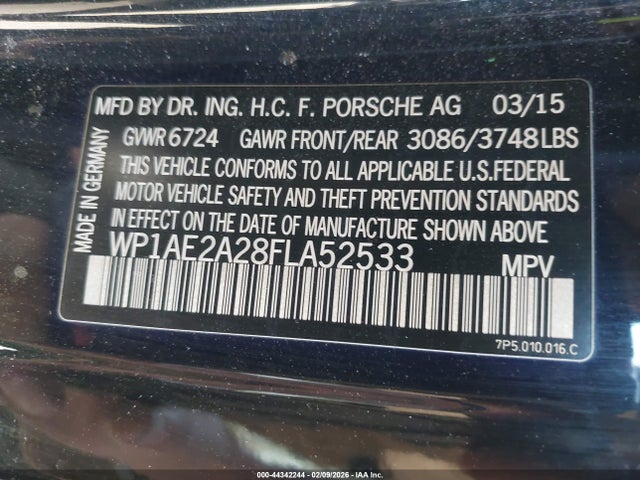 MFD BY DR. ING. H.C. F. PORSCHE AG 03/15
GVWR 6724 GAWR FRONT/REAR 3086/3748LBS
THIS VEHICLE CONFORMS TO ALL APPLICABLE U.S.FEDERAL
MOTOR VEHICLE SAFETY AND THEFT PREVENTION STANDARDS
IN EFFECT ON THE DATE OF MANUFACTURE SHOWN ABOVE
WP1AE2A28FLA52533 MPV
7P5.010.016.C
MADE IN GERMANY
000-44342244 - 02/09/2026 - IAA Inc.